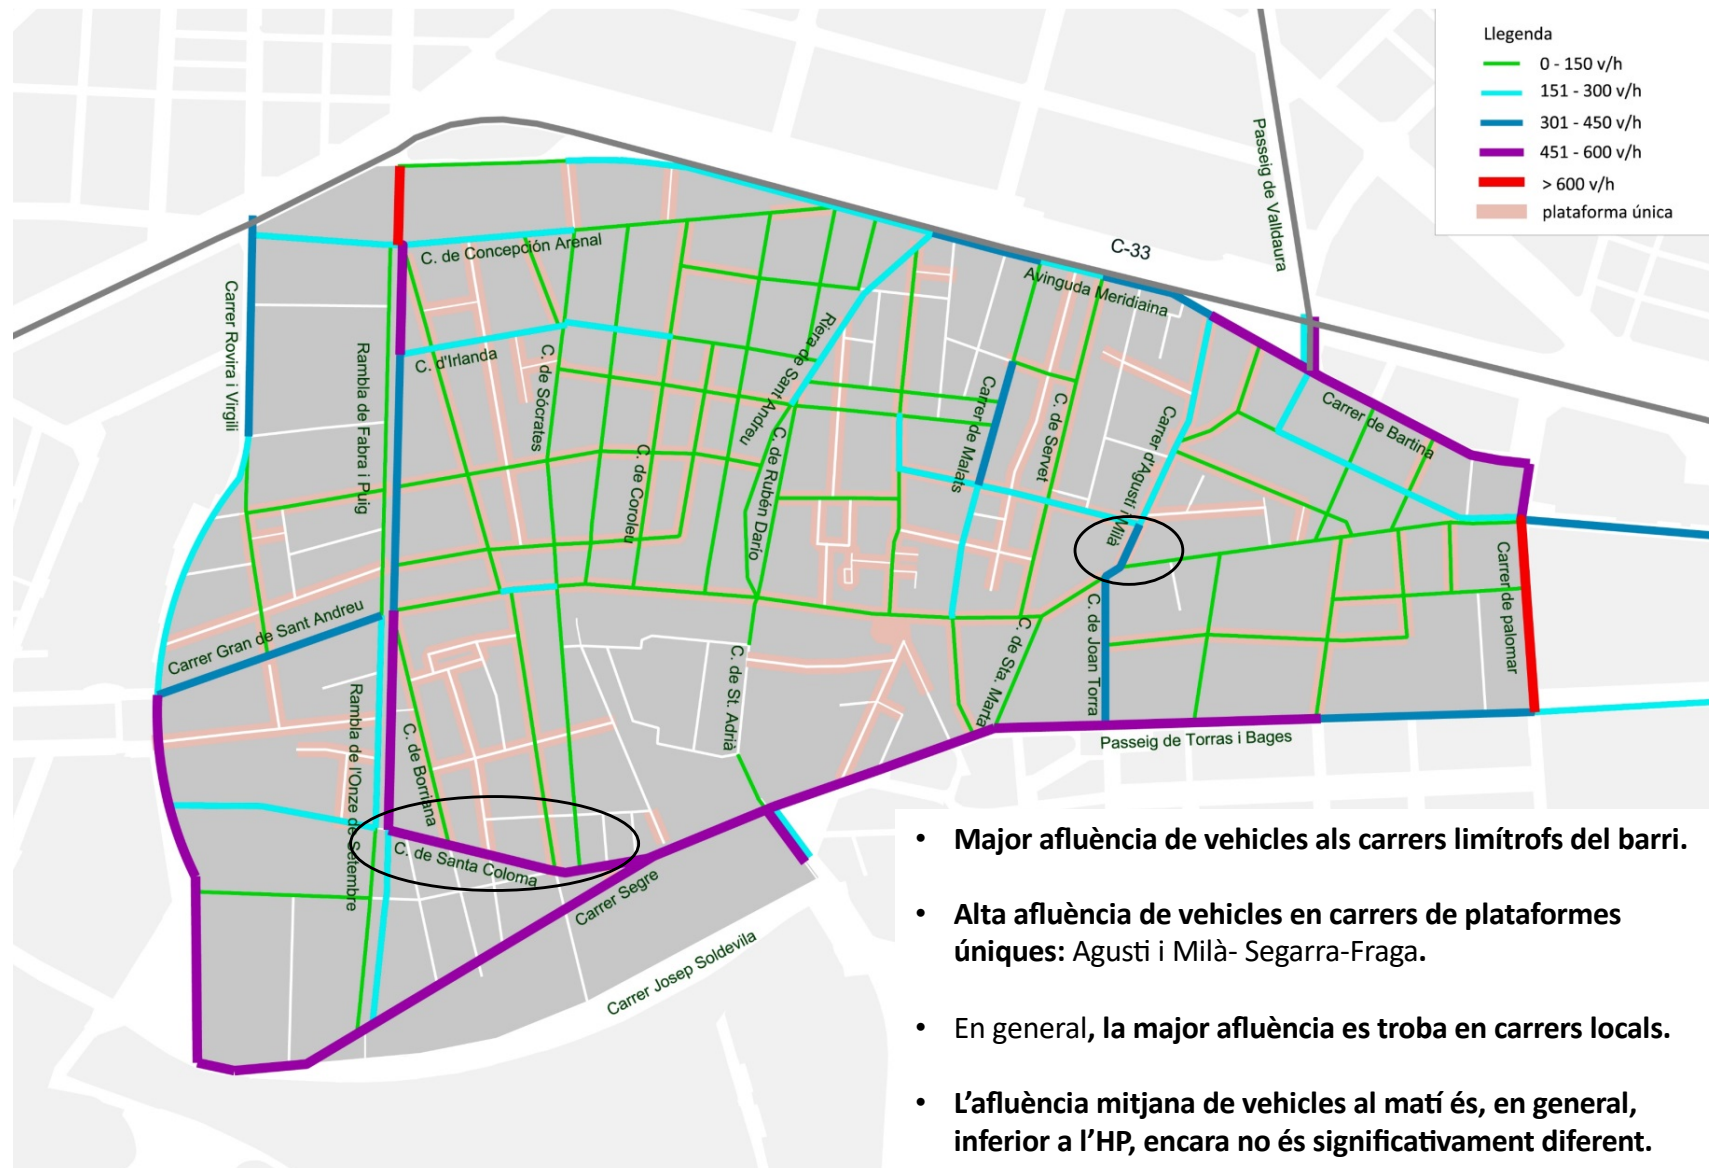 Llegenda
0 - 150 v/h
151 - 300 v/h
301 - 450 v/h
451 - 600 v/h
> 600 v/h
plataforma única
Passeig de Valldaura
C-33
Avinguda Meridiaina
C. de Concepción Arenal
Carrer Rovira i Virgili
Rambla de Fabra i Puig
C. d'Irlanda
C. de Sócrates
C. de Coroleu
Riera de Sant Andreu
C. de Rubén Darío
Carrer de Malats
C. de Servet
Carrer d'Agustí i Milà
Carrer de Bartina
Carrer de palomar
Carrer Gran de Sant Andreu
Rambla de l'Onze de Setembre
C. de Borriana
C. de St. Adrià
C. de Sta. Marta
C. de Joan Torra
Passeig de Torras i Bages
C. de Santa Coloma
Carrer Segre
Carrer Josep Soldevila
• Major afluència de vehicles als carrers limítrofs del barri.
• Alta afluència de vehicles en carrers de plataformes
úniques: Agusti i Milà- Segarra-Fraga.
• En general, la major afluència es troba en carrers locals.
• L’afluència mitjana de vehicles al matí és, en general,
inferior a l’HP, encara no és significativament diferent.